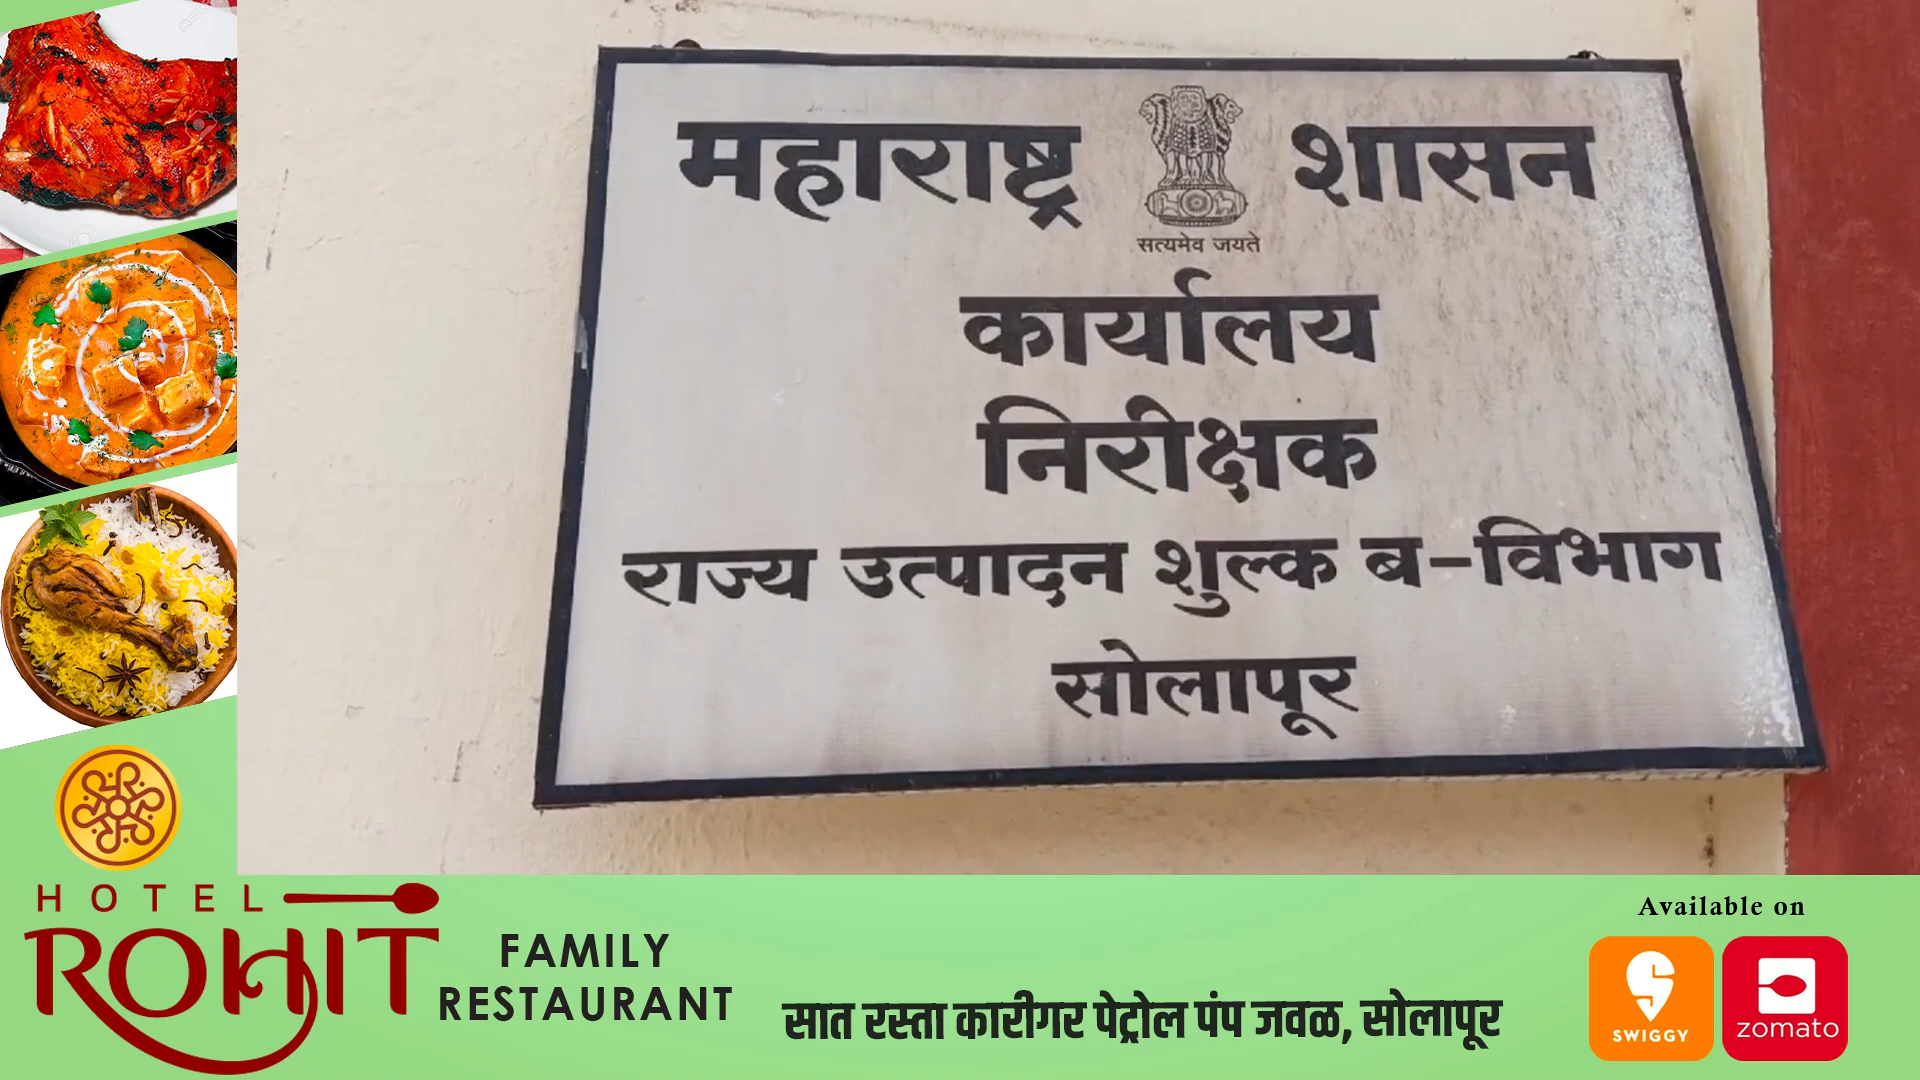 महाराष्ट्र शासन
सत्यमेव जयते
कार्यालय
निरीक्षक
राज्य उत्पादन शुल्क ब-विभाग
सोलापूर
HOTEL
ROHIT
FAMILY
RESTAURANT
सात रस्ता कारीगर पेट्रोल पंप जवळ, सोलापूर
Available on
SWIGGY
zomato